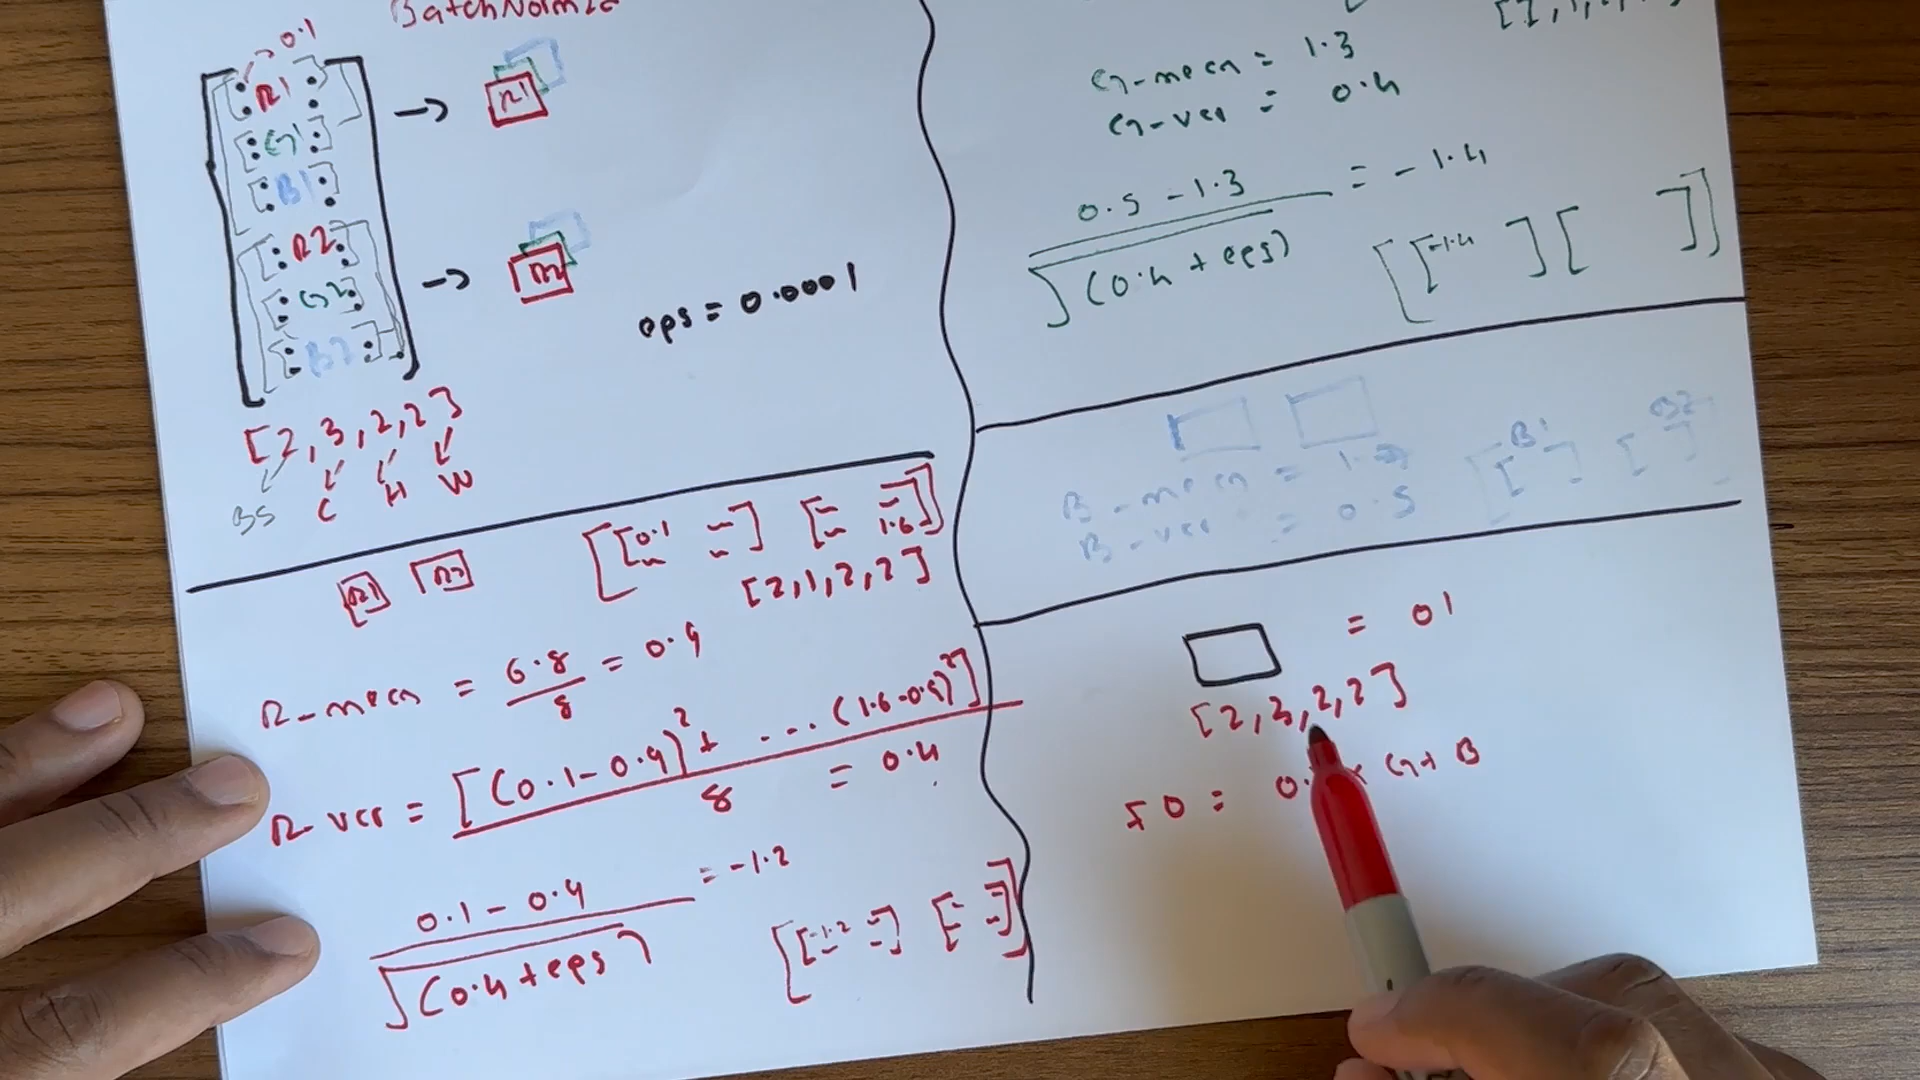 BatchNorm2d
0.1
R1
G1
B1
R2
G2
B2
R1
R2
eps = 0.0001
[2,3,2,2]
BS C H W
R1 R2
[[0.1
1.6]]
[2,1,2,2]
R-mean = 6.8 / 8 = 0.9
R-var = [(0.1-0.9)² + ... (1.6-0.9)²] / 8 = 0.4
0.1 - 0.9 = -1.2
√(0.4+eps)
[[-1.2
G-mean = 1.3
G-var = 0.4
0.5 - 1.3 = -1.4
√(0.4 + eps)
[[-1.4 ][ ]]
B1 B2
B-mean = 1.3
B-var = 0.5
= 01
[2,3,2,2]